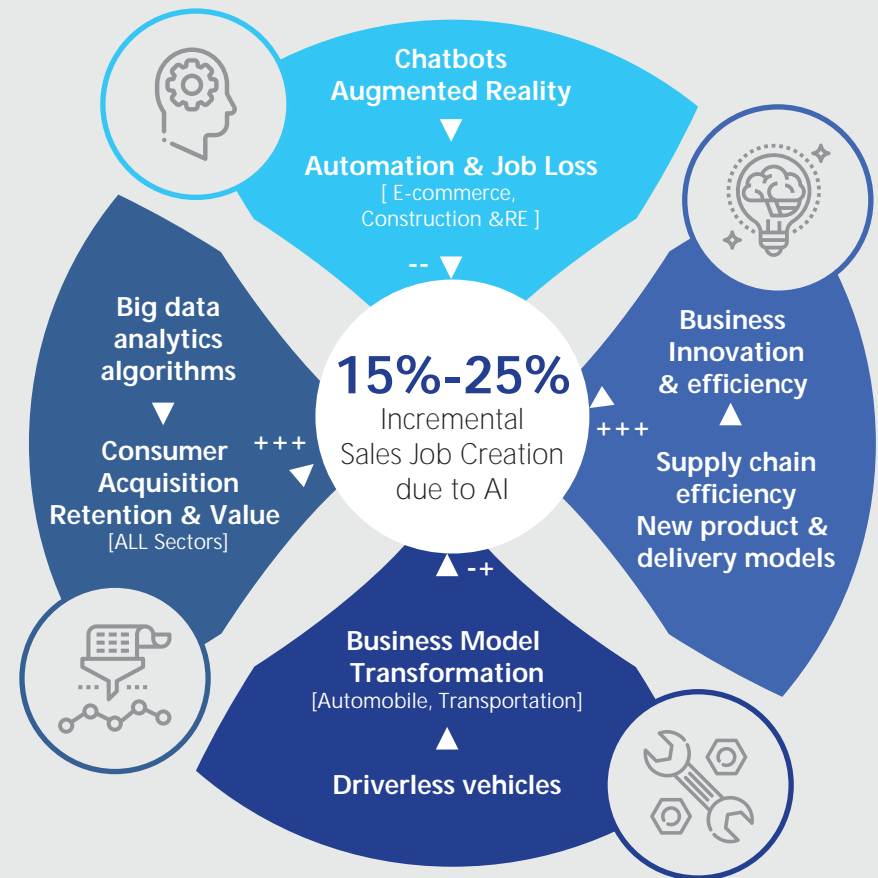 Chatbots
Augmented Reality
Automation & Job Loss
[ E-commerce,
Construction &RE ]
--
Big data
analytics
algorithms
Consumer
Acquisition
Retention & Value
[ALL Sectors]
+++
15%-25%
Incremental
Sales Job Creation
due to AI
Business
Innovation
& efficiency
+++
Supply chain
efficiency
New product &
delivery models
-+
Business Model
Transformation
[Automobile, Transportation]
Driverless vehicles